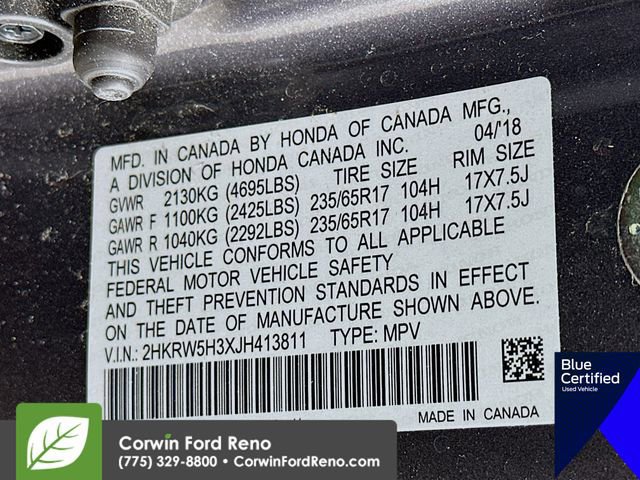 MFD. IN CANADA BY HONDA OF CANADA MFG.,
A DIVISION OF HONDA CANADA INC. 04/'18
GVWR 2130KG (4695LBS) TIRE SIZE RIM SIZE
GAWR F 1100KG (2425LBS) 235/65R17 104H 17X7.5J
GAWR R 1040KG (2292LBS) 235/65R17 104H 17X7.5J
THIS VEHICLE CONFORMS TO ALL APPLICABLE
FEDERAL MOTOR VEHICLE SAFETY
AND THEFT PREVENTION STANDARDS IN EFFECT
ON THE DATE OF MANUFACTURE SHOWN ABOVE.
V.I.N.: 2HKRW5H3XJH413811 TYPE: MPV
MADE IN CANADA
Blue
Certified
Used Vehicle
Corwin Ford Reno
(775) 329-8800 • CorwinFordReno.com